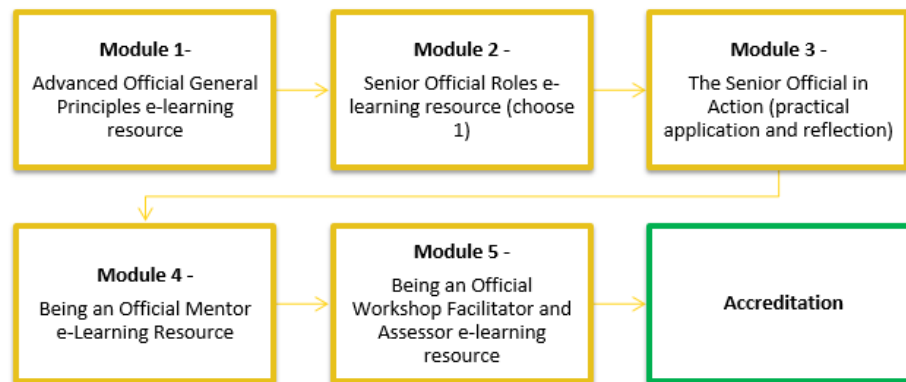 Module 1-
Advanced Official General
Principles e-learning
resource
Module 2 -
Senior Official Roles e-
learning resource (choose
1)
Module 3 -
The Senior Official in
Action (practical
application and reflection)
Module 4 -
Being an Official Mentor
e-Learning Resource
Module 5 -
Being an Official
Workshop Facilitator and
Assessor e-learning
resource
Accreditation